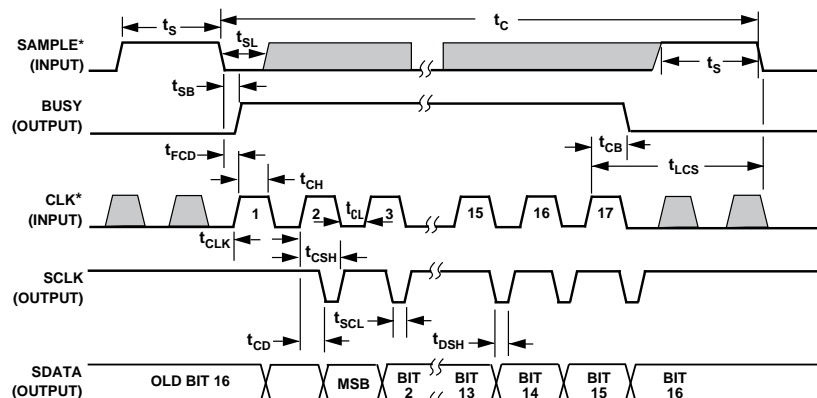 tS
tC
SAMPLE*
(INPUT)
tSL
tS
tSB
BUSY
(OUTPUT)
tFCD
tCB
tLCS
tCH
CLK*
(INPUT)
1
2
tCL
3
15
16
17
tCLK
tCSH
SCLK
(OUTPUT)
tCD
tSCL
tDSH
SDATA
(OUTPUT)
OLD BIT 16
MSB
BIT
2
BIT
13
BIT
14
BIT
15
BIT
16